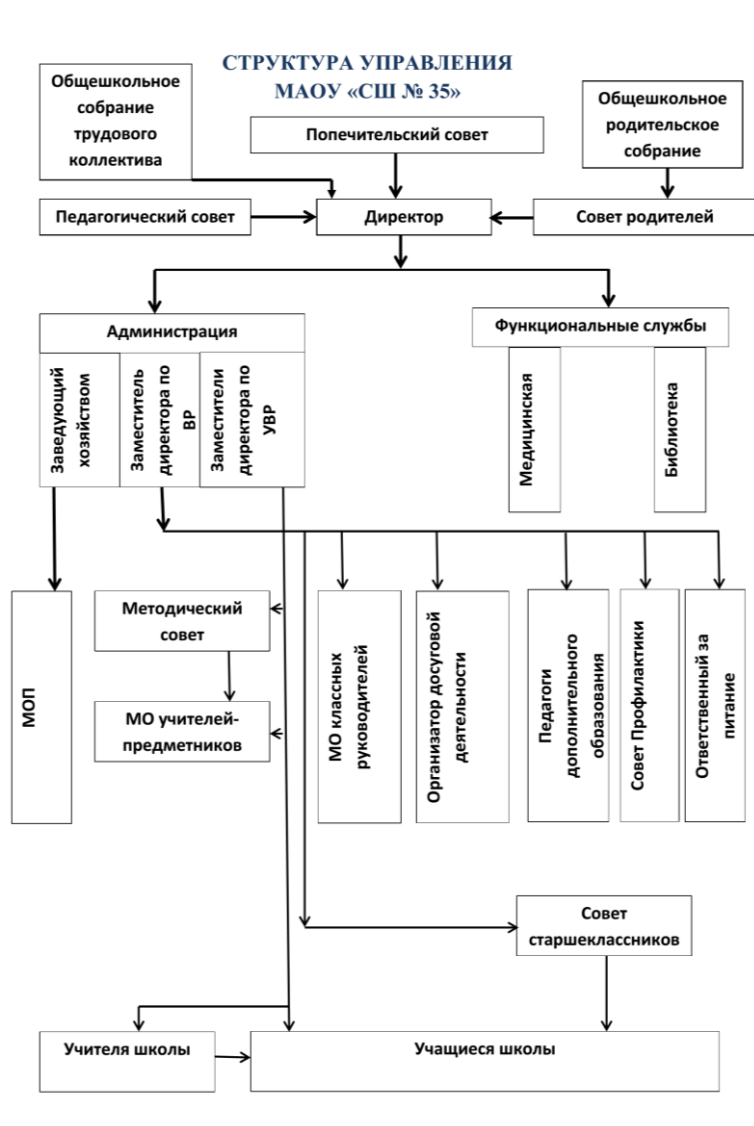 СТРУКТУРА УПРАВЛЕНИЯ
МАОУ «СШ № 35»
Общешкольное
собрание
трудового
коллектива
Попечительский совет
Общешкольное
родительское
собрание
Педагогический совет
Директор
Совет родителей
Администрация
Функциональные службы
Заведующий
хозяйством
Заместитель
директора по
ВР
Заместители
директора по
УВР
Медицинская
Библиотека
МОП
Методический
совет
МО учителей-
предметников
МО классных
руководителей
Организатор досуговой
деятельности
Педагоги
дополнительного
образования
Совет Профилактики
Ответственный за
питание
Совет
старшеклассников
Учителя школы
Учащиеся школы